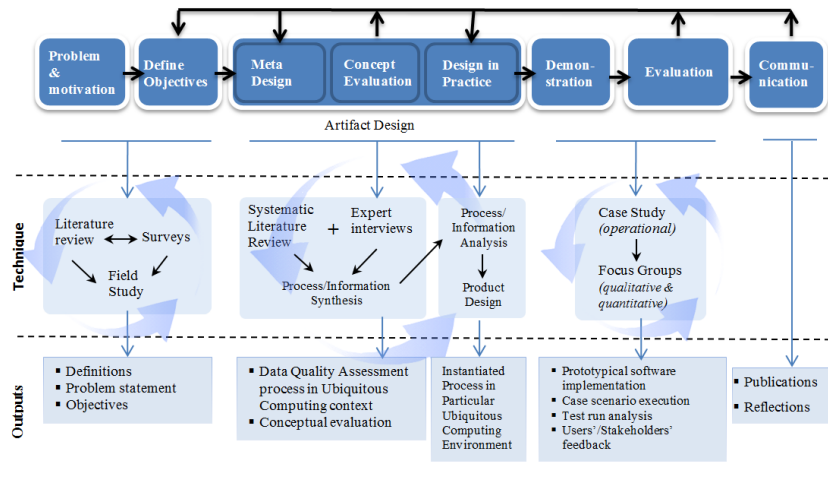 Problem
&
motivation
Define
Objectives
Meta
Design
Concept
Evaluation
Design in
Practice
Demon-
stration
Evaluation
Commu-
nication
Artifact Design
Technique
Literature
review
Surveys
Field
Study
Systematic
Literature
Review
+
Expert
interviews
Process/Information
Synthesis
Process/
Information
Analysis
Product
Design
Case Study
(operational)
Focus Groups
(qualitative &
quantitative)
Outputs
▪ Definitions
▪ Problem statement
▪ Objectives
▪ Data Quality Assessment
process in Ubiquitous
Computing context
▪ Conceptual evaluation
Instantiated
Process in
Particular
Ubiquitous
Computing
Environment
▪ Prototypical software
implementation
▪ Case scenario execution
▪ Test run analysis
▪ Users'/Stakeholders'
feedback
▪ Publications
▪ Reflections